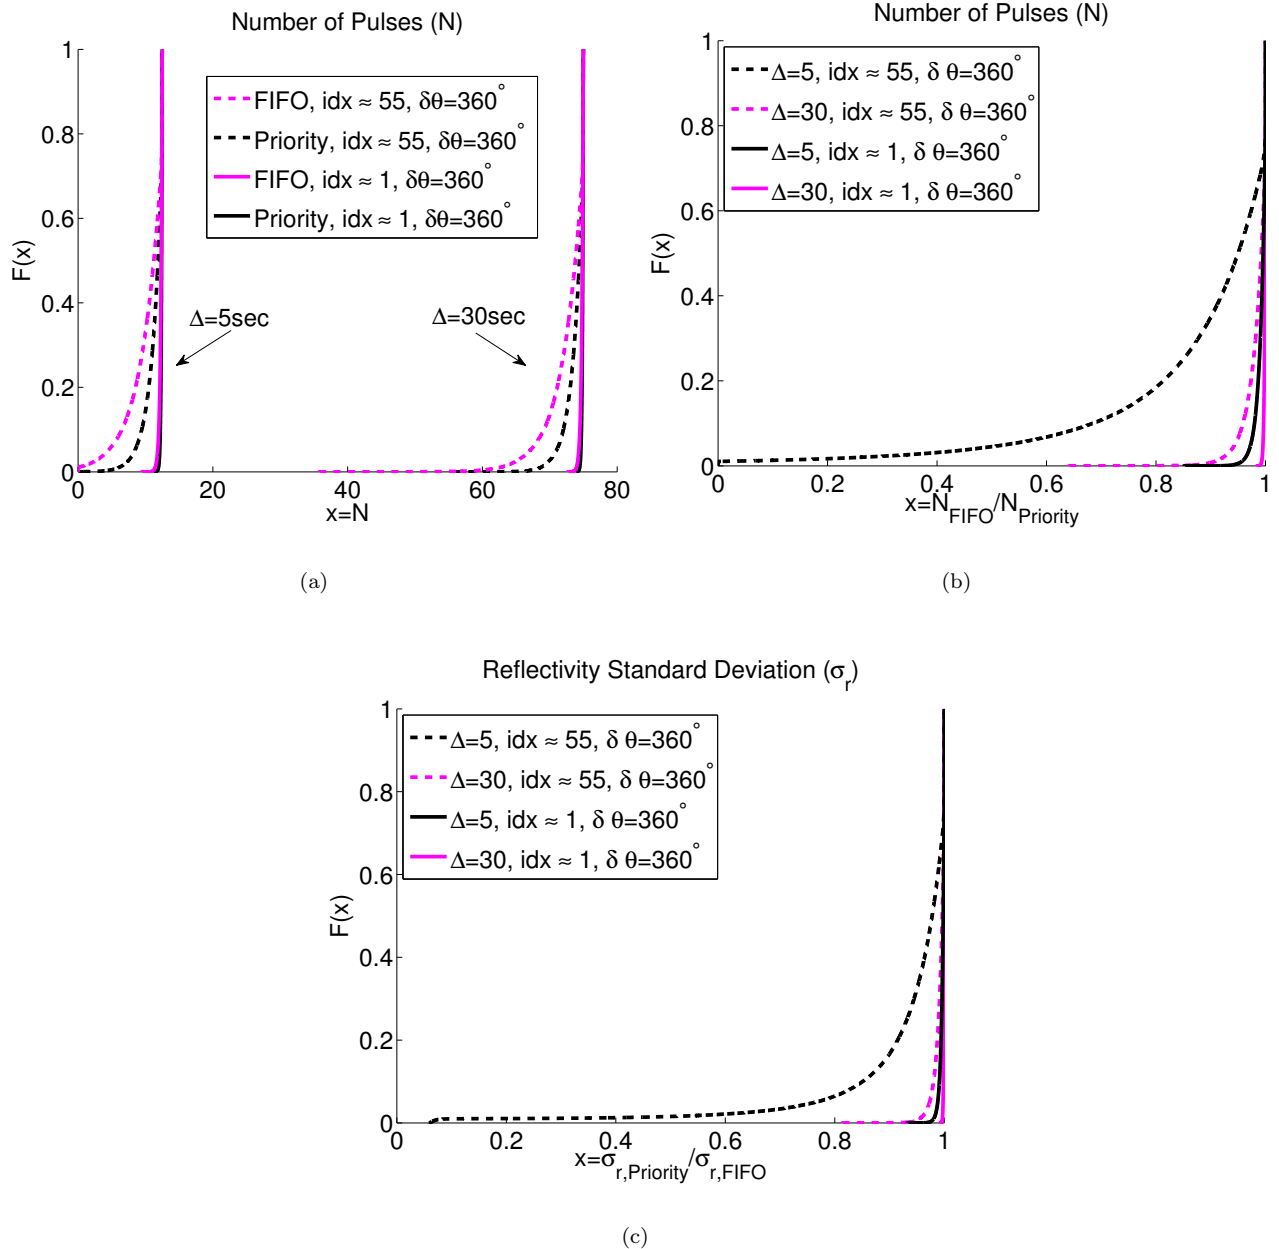 Number of Pulses (N)
1
0.8
0.6
0.4
0.2
0
F(x)
FIFO, idx ≈ 55, δθ=360°
Priority, idx ≈ 55, δθ=360°
FIFO, idx ≈ 1, δθ=360°
Priority, idx ≈ 1, δθ=360°
Δ=5sec
Δ=30sec
0 20 40 60 80
x=N
(a)
Number of Pulses (N)
1
0.8
0.6
0.4
0.2
0
F(x)
Δ=5, idx ≈ 55, δ θ=360°
Δ=30, idx ≈ 55, δ θ=360°
Δ=5, idx ≈ 1, δ θ=360°
Δ=30, idx ≈ 1, δ θ=360°
0 0.2 0.4 0.6 0.8 1
x=N_FIFO/N_Priority
(b)
Reflectivity Standard Deviation (σ_r)
1
0.8
0.6
0.4
0.2
0
F(x)
Δ=5, idx ≈ 55, δ θ=360°
Δ=30, idx ≈ 55, δ θ=360°
Δ=5, idx ≈ 1, δ θ=360°
Δ=30, idx ≈ 1, δ θ=360°
0 0.2 0.4 0.6 0.8 1
x=σ_r,Priority/σ_r,FIFO
(c)